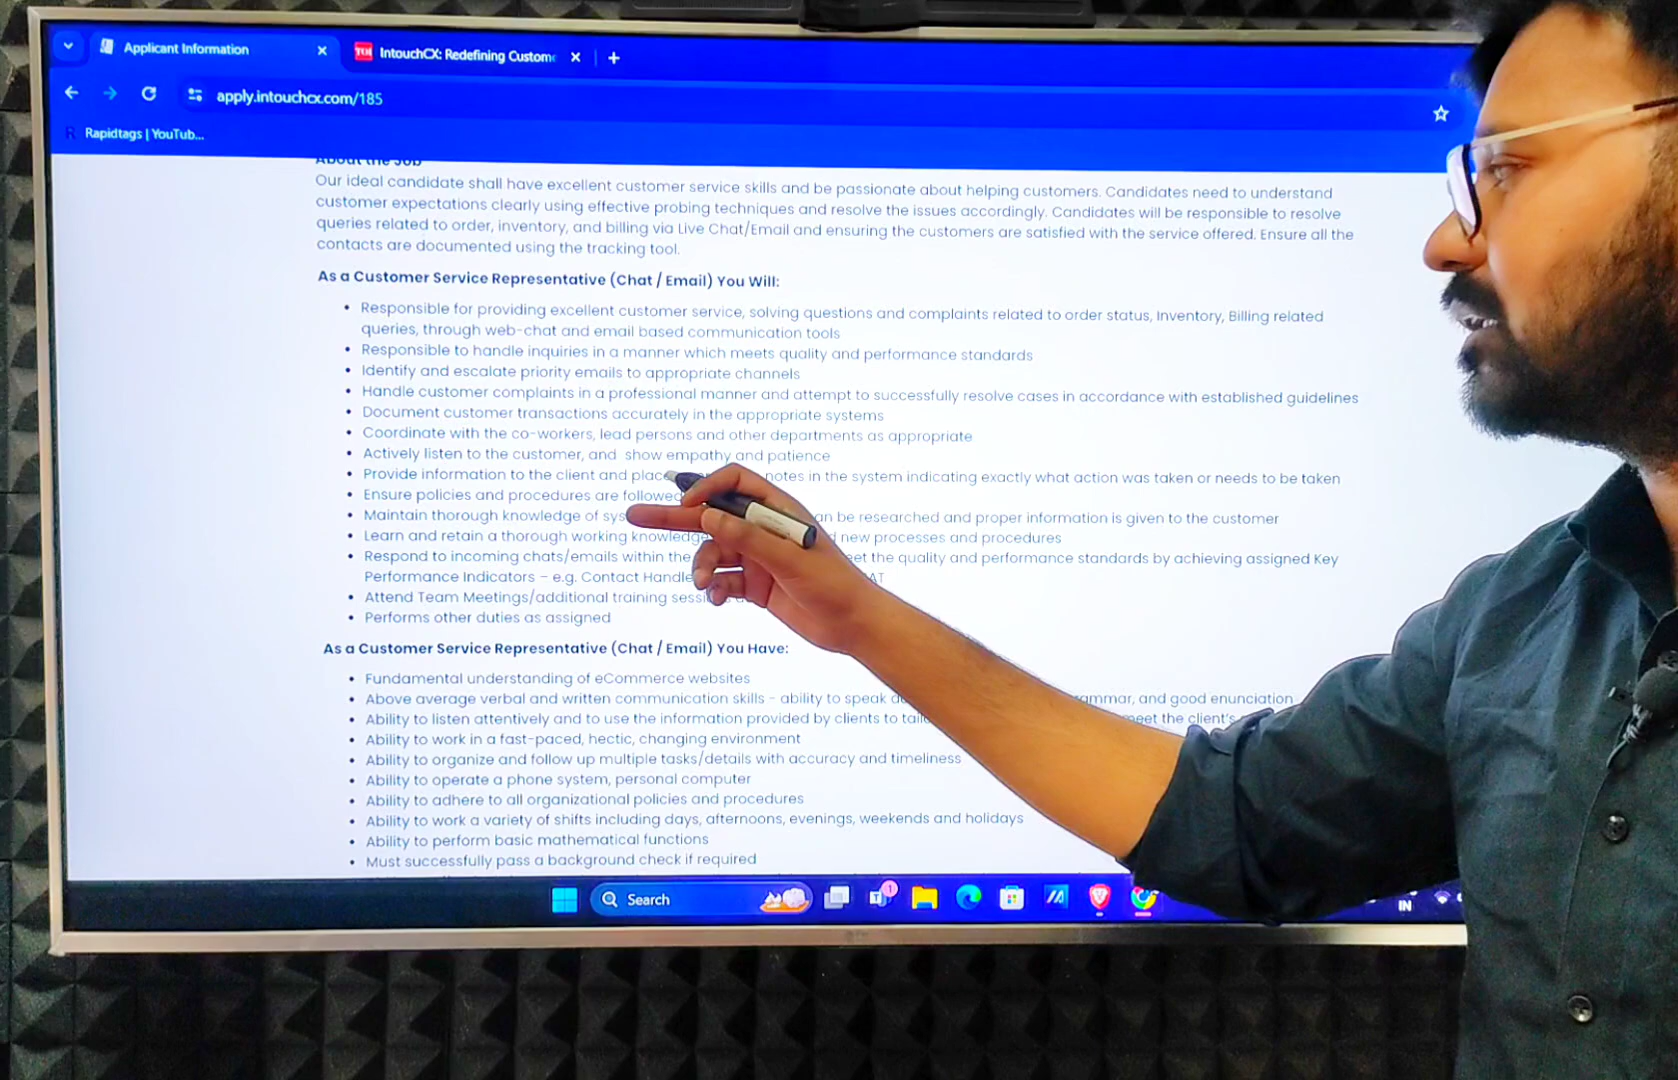 Applicant Information
IntouchCX: Redefining Custom
apply.intouchcx.com/185
Rapidtags | YouTub...
About the Job
Our ideal candidate shall have excellent customer service skills and be passionate about helping customers. Candidates need to understand
customer expectations clearly using effective probing techniques and resolve the issues accordingly. Candidates will be responsible to resolve
queries related to order, inventory, and billing via Live Chat/Email and ensuring the customers are satisfied with the service offered. Ensure all the
contacts are documented using the tracking tool.
As a Customer Service Representative (Chat / Email) You Will:
• Responsible for providing excellent customer service, solving questions and complaints related to order status, Inventory, Billing related
queries, through web-chat and email based communication tools
• Responsible to handle inquiries in a manner which meets quality and performance standards
• Identify and escalate priority emails to appropriate channels
• Handle customer complaints in a professional manner and attempt to successfully resolve cases in accordance with established guidelines
• Document customer transactions accurately in the appropriate systems
• Coordinate with the co-workers, lead persons and other departments as appropriate
• Actively listen to the customer, and show empathy and patience
• Provide information to the client and place notes in the system indicating exactly what action was taken or needs to be taken
• Ensure policies and procedures are followed
• Maintain thorough knowledge of be researched and proper information is given to the customer
• Learn and retain a thorough working knowledge new processes and procedures
• Respond to incoming chats/emails within the the quality and performance standards by achieving assigned Key
Performance Indicators – e.g. Contact
• Attend Team Meetings/additional training
• Performs other duties as assigned
As a Customer Service Representative (Chat / Email) You Have:
• Fundamental understanding of eCommerce websites
• Above average verbal and written communication skills - ability to speak and good enunciation
• Ability to listen attentively and to use the information provided by clients to the client's
• Ability to work in a fast-paced, hectic, changing environment
• Ability to organize and follow up multiple tasks/details with accuracy and timeliness
• Ability to operate a phone system, personal computer
• Ability to adhere to all organizational policies and procedures
• Ability to work a variety of shifts including days, afternoons, evenings, weekends and holidays
• Ability to perform basic mathematical functions
• Must successfully pass a background check if required
Search
1
IN